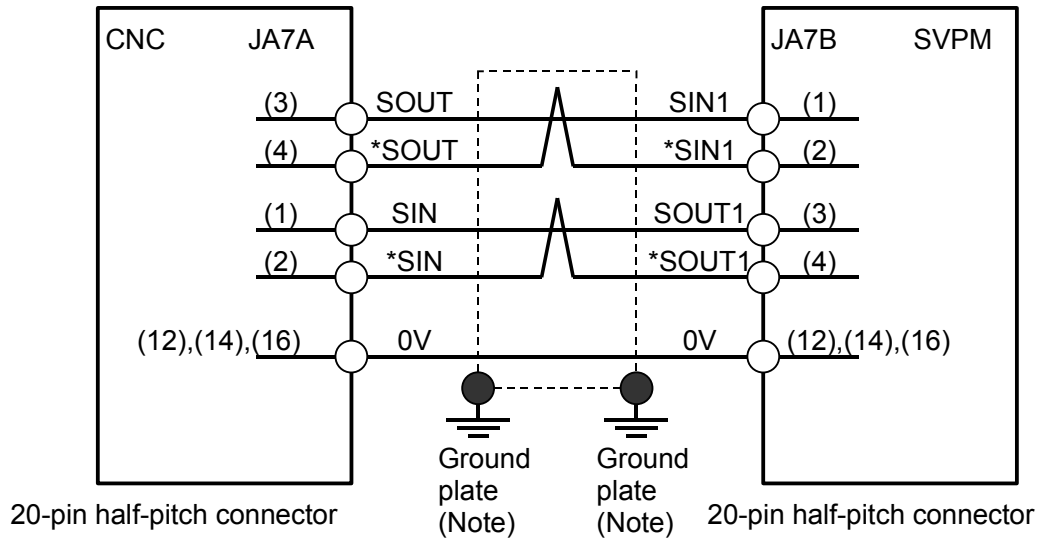 CNC JA7A
JA7B SVPM
(3) SOUT SIN1 (1)
(4) *SOUT *SIN1 (2)
(1) SIN SOUT1 (3)
(2) *SIN *SOUT1 (4)
(12),(14),(16) 0V 0V (12),(14),(16)
Ground
plate
(Note)
Ground
plate
(Note)
20-pin half-pitch connector
20-pin half-pitch connector